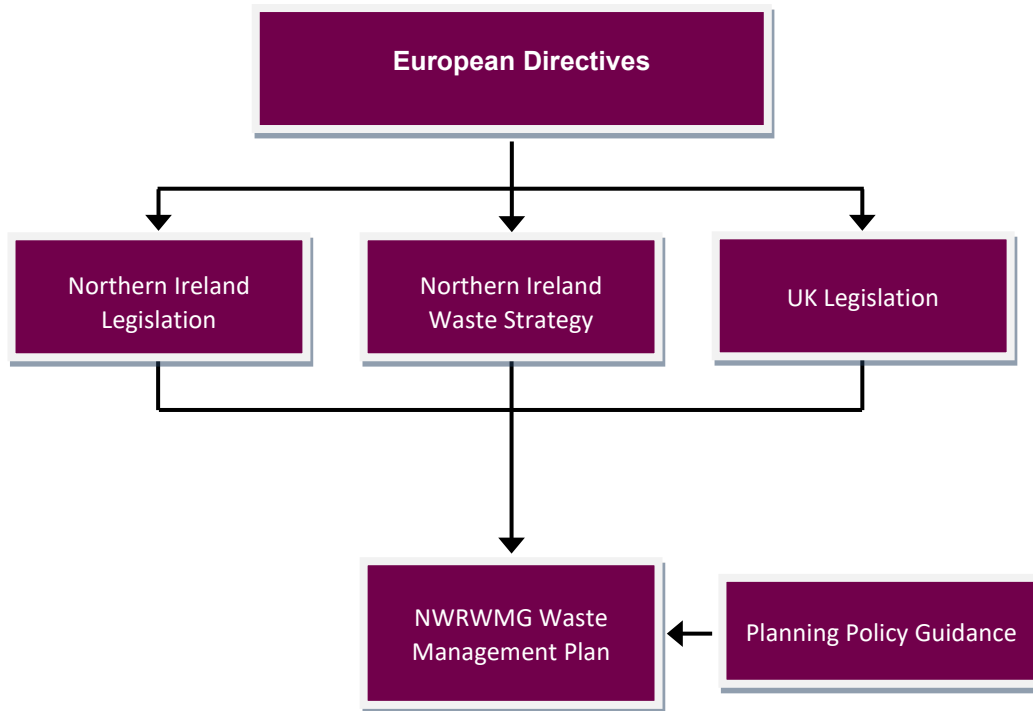 European Directives
Northern Ireland
Legislation
Northern Ireland
Waste Strategy
UK Legislation
NWRWMG Waste
Management Plan
Planning Policy Guidance